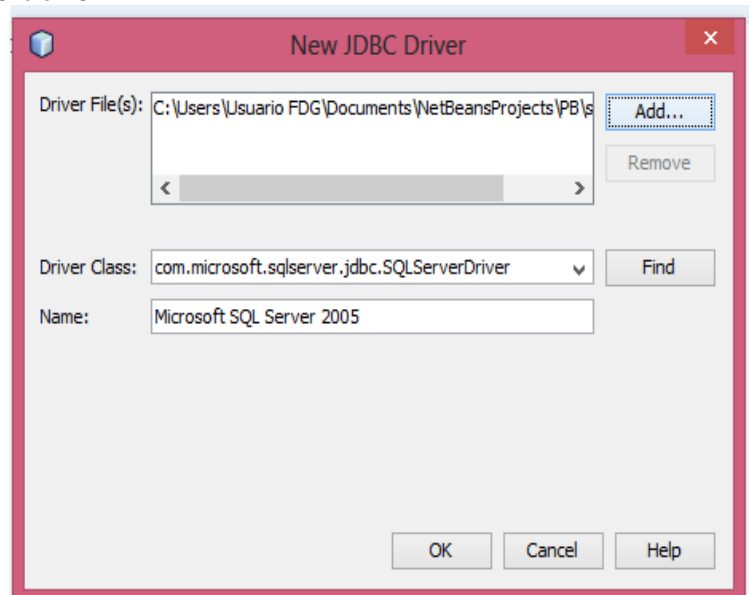 New JDBC Driver
Driver File(s): C:\Users\Usuario FDG\Documents\NetBeansProjects\PB\s Add...
Remove
Driver Class: com.microsoft.sqlserver.jdbc.SQLServerDriver Find
Name: Microsoft SQL Server 2005
OK Cancel Help